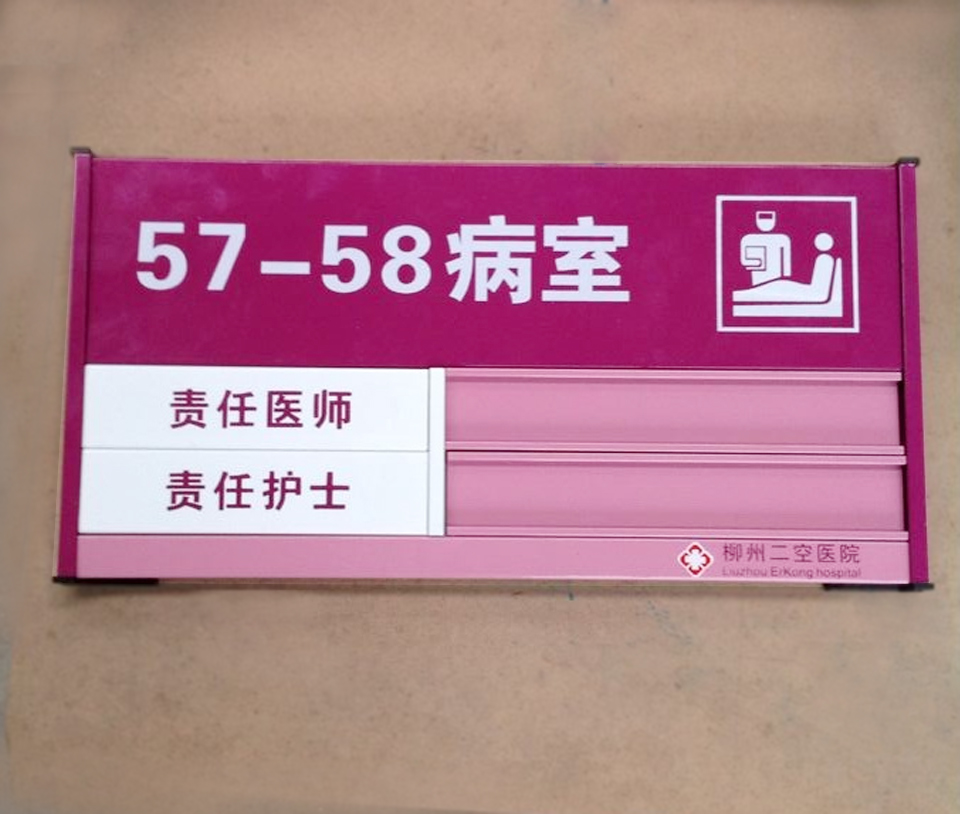 57-58病室
责任医师
责任护士
柳州二空医院
Liuzhou ErKong hospital